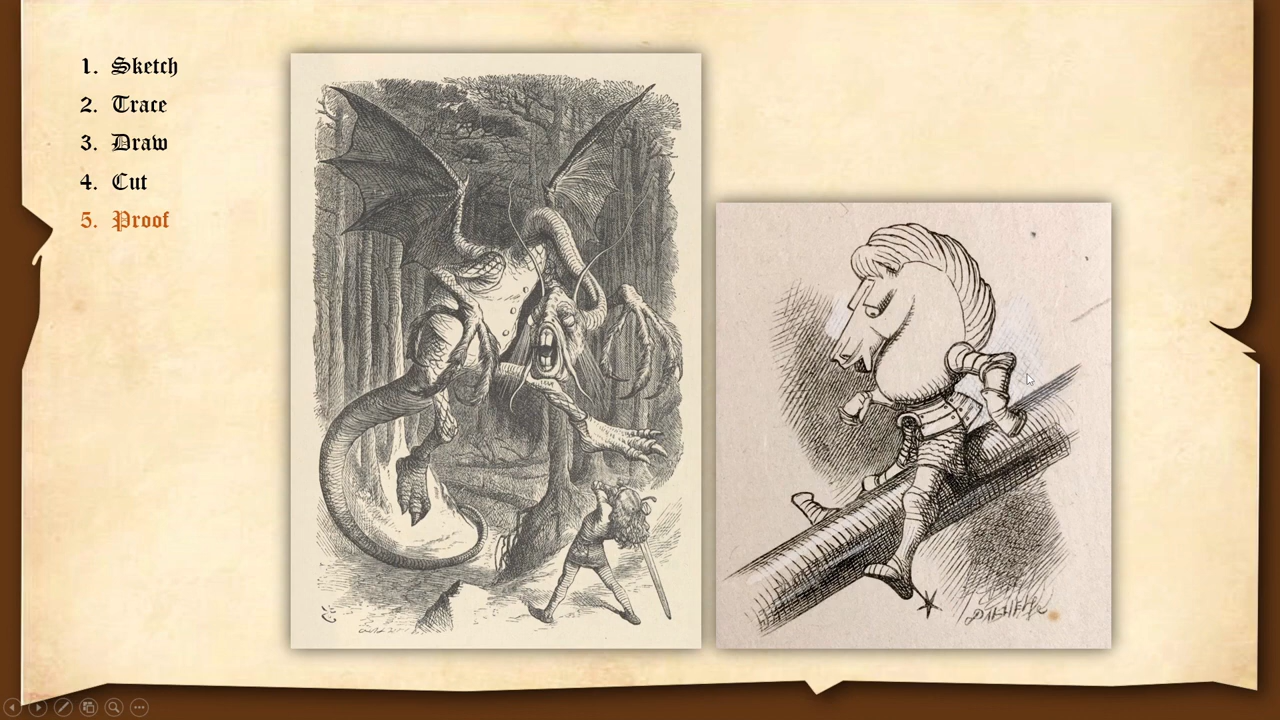 1. Sketch
2. Trace
3. Draw
4. Cut
5. Proof